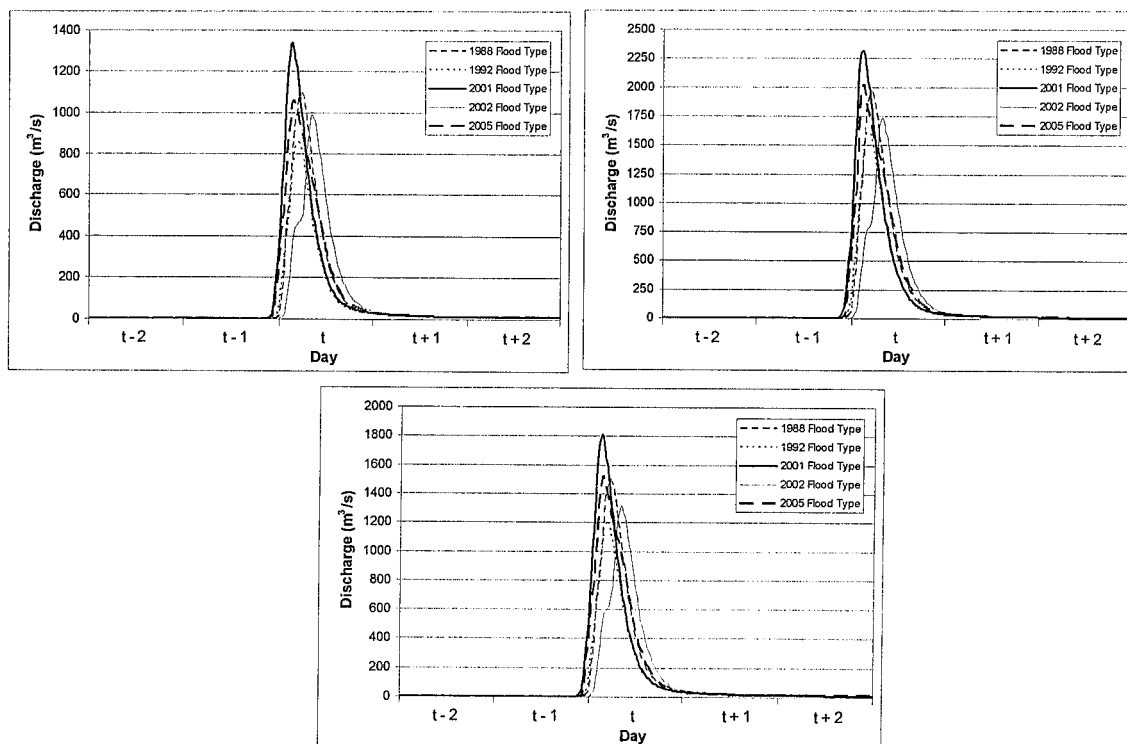 1400
1200
1000
800
600
400
200
0
Discharge (m³/s)
1988 Flood Type
1992 Flood Type
2001 Flood Type
2002 Flood Type
2005 Flood Type
t - 2 t - 1 t t + 1 t + 2
Day
2500
2250
2000
1750
1500
1250
1000
750
500
250
0
Discharge (m³/s)
1988 Flood Type
1992 Flood Type
2001 Flood Type
2002 Flood Type
2005 Flood Type
t - 2 t - 1 t t + 1 t + 2
Day
2000
1800
1600
1400
1200
1000
800
600
400
200
0
Discharge (m³/s)
1988 Flood Type
1992 Flood Type
2001 Flood Type
2002 Flood Type
2005 Flood Type
t - 2 t - 1 t t + 1 t + 2
Day